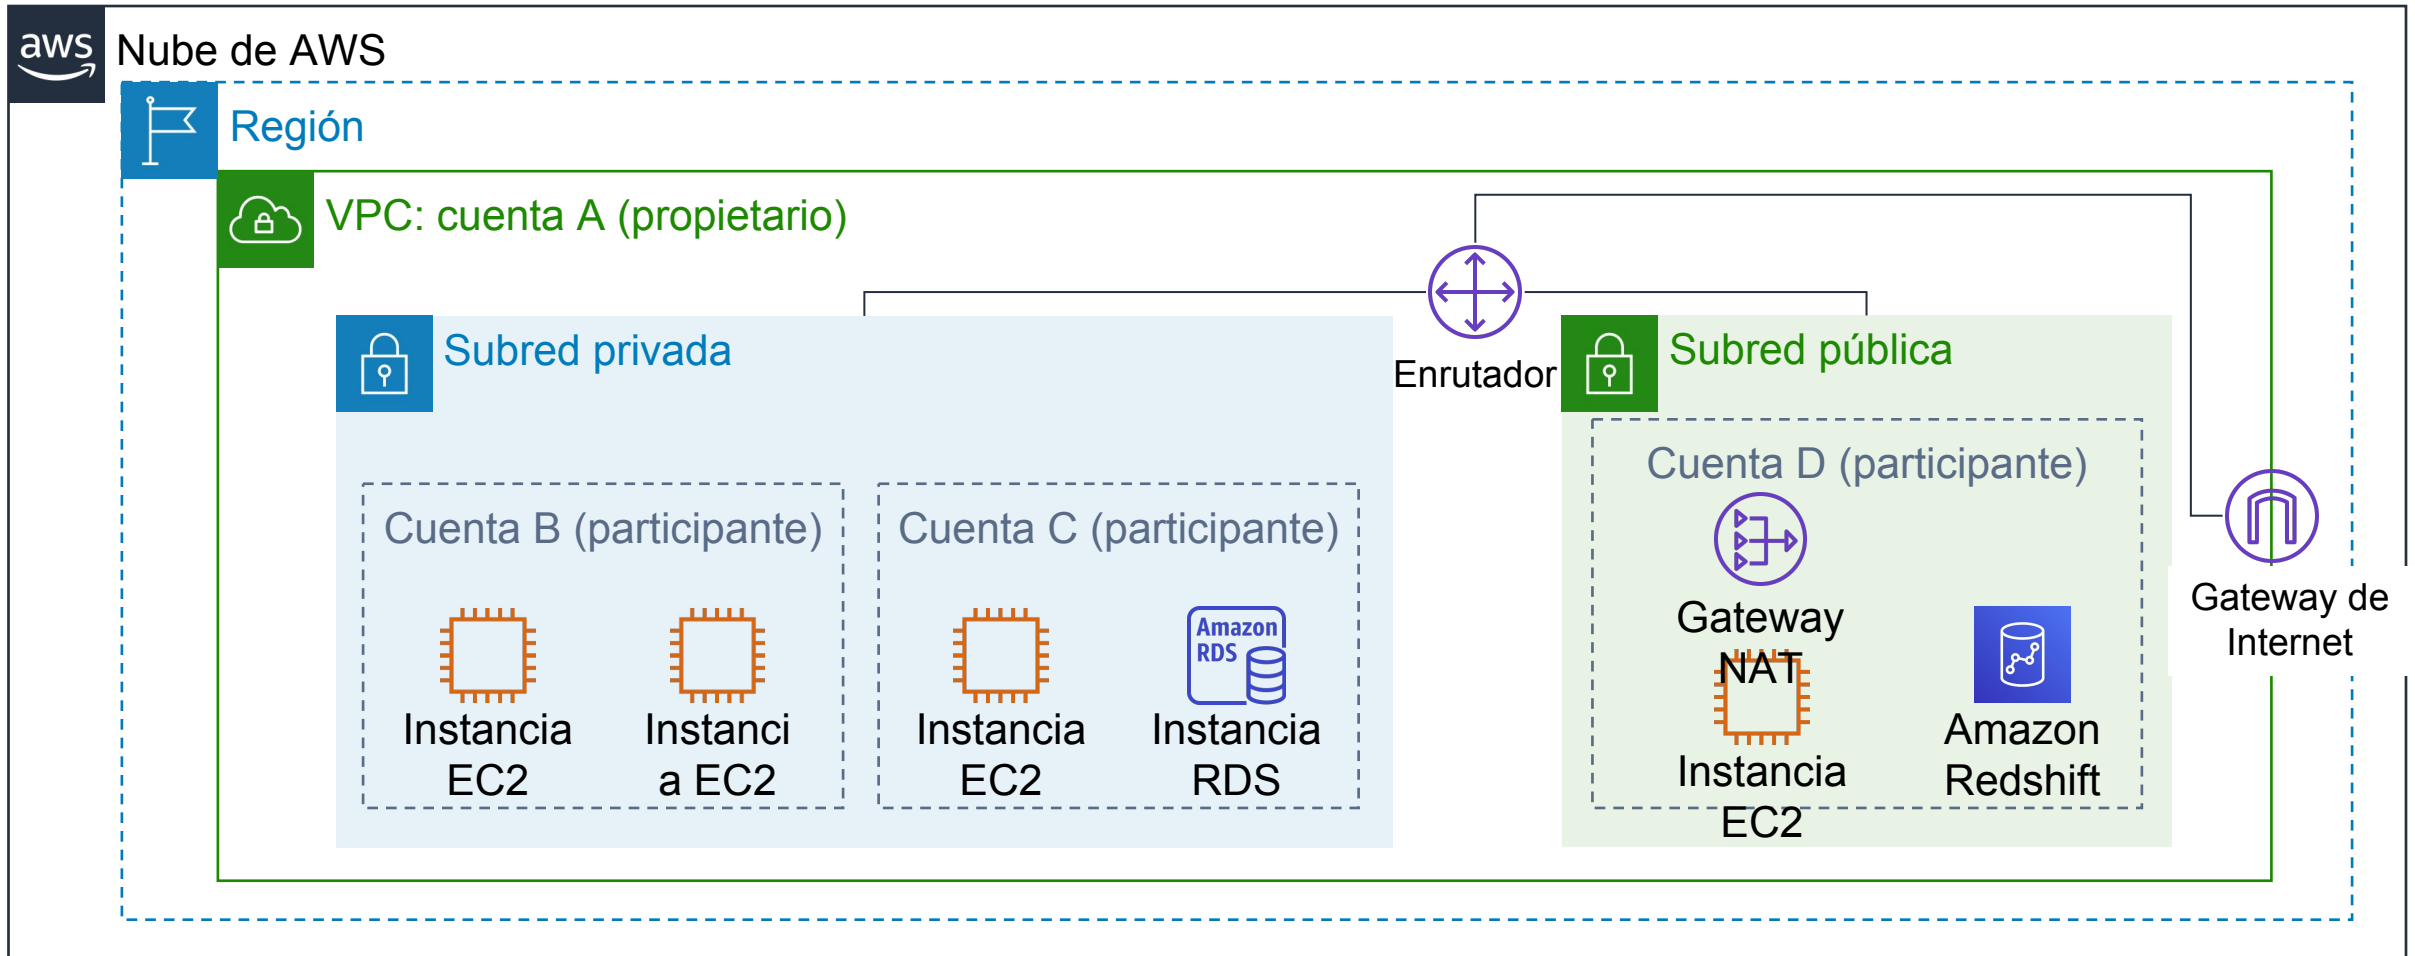 aws
Nube de AWS
Región
VPC: cuenta A (propietario)
Enrutador
Subred privada
Cuenta B (participante)
Instancia
EC2
Instanci
a EC2
Cuenta C (participante)
Instancia
EC2
Amazon
RDS
Instancia
RDS
Subred pública
Cuenta D (participante)
Gateway
NAT
Instancia
EC2
Amazon
Redshift
Gateway de
Internet